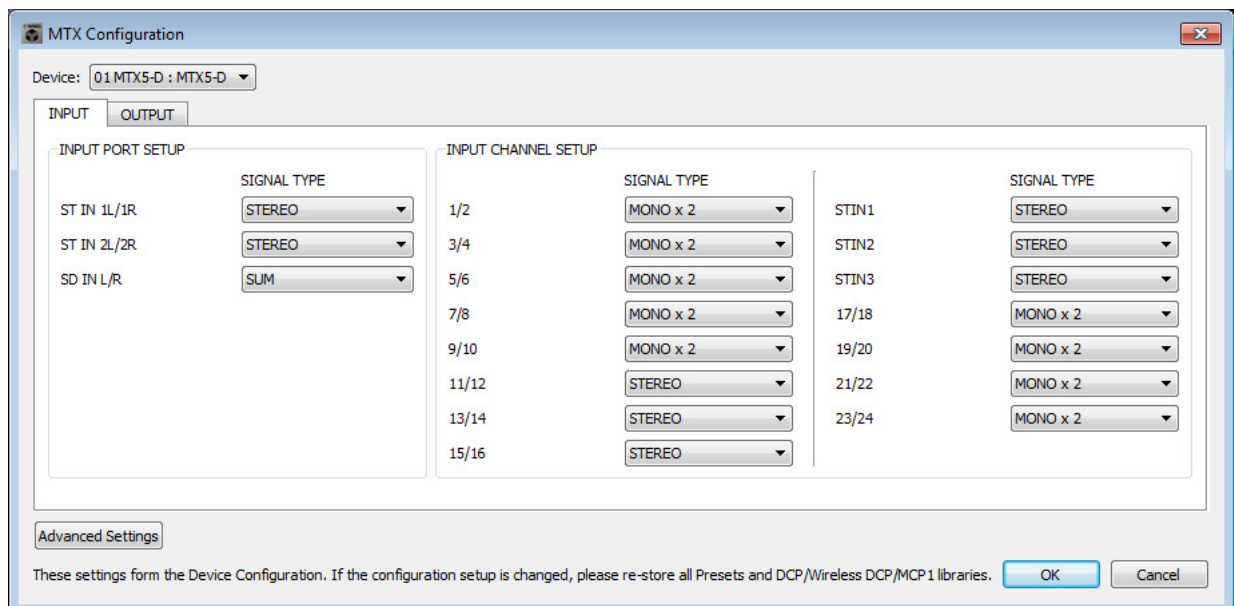 MTX Configuration
Device: 01 MTX5-D : MTX5-D
INPUT OUTPUT
INPUT PORT SETUP INPUT CHANNEL SETUP
SIGNAL TYPE SIGNAL TYPE SIGNAL TYPE
ST IN 1L/1R STEREO 1/2 MONO x 2 STIN1 STEREO
ST IN 2L/2R STEREO 3/4 MONO x 2 STIN2 STEREO
SD IN L/R SUM 5/6 MONO x 2 STIN3 STEREO
7/8 MONO x 2 17/18 MONO x 2
9/10 MONO x 2 19/20 MONO x 2
11/12 STEREO 21/22 MONO x 2
13/14 STEREO 23/24 MONO x 2
15/16 STEREO
Advanced Settings
These settings form the Device Configuration. If the configuration setup is changed, please re-store all Presets and DCP/Wireless DCP/MCP1 libraries. OK Cancel